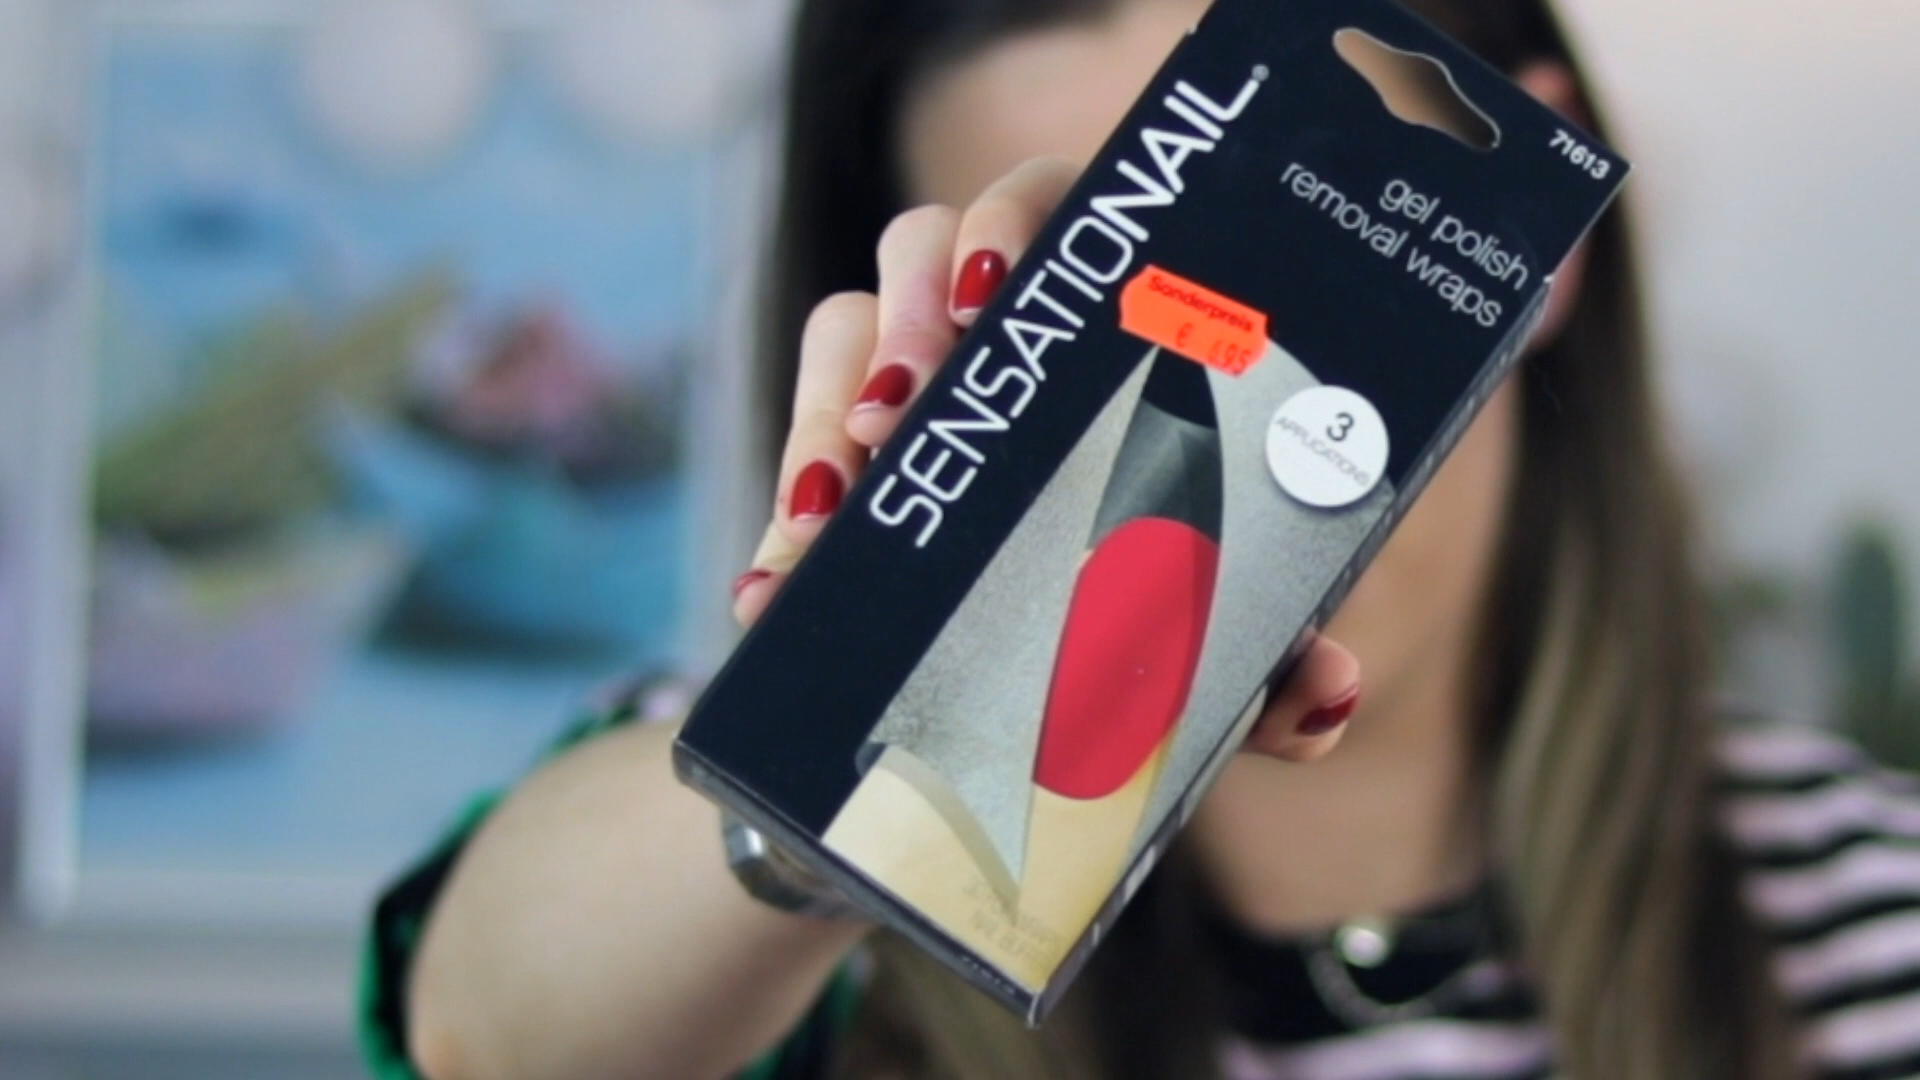 SENSATIONAIL®
71613
gel polish
removal wraps
Sonderpreis
€ 1.95
3
APPLICATIONS